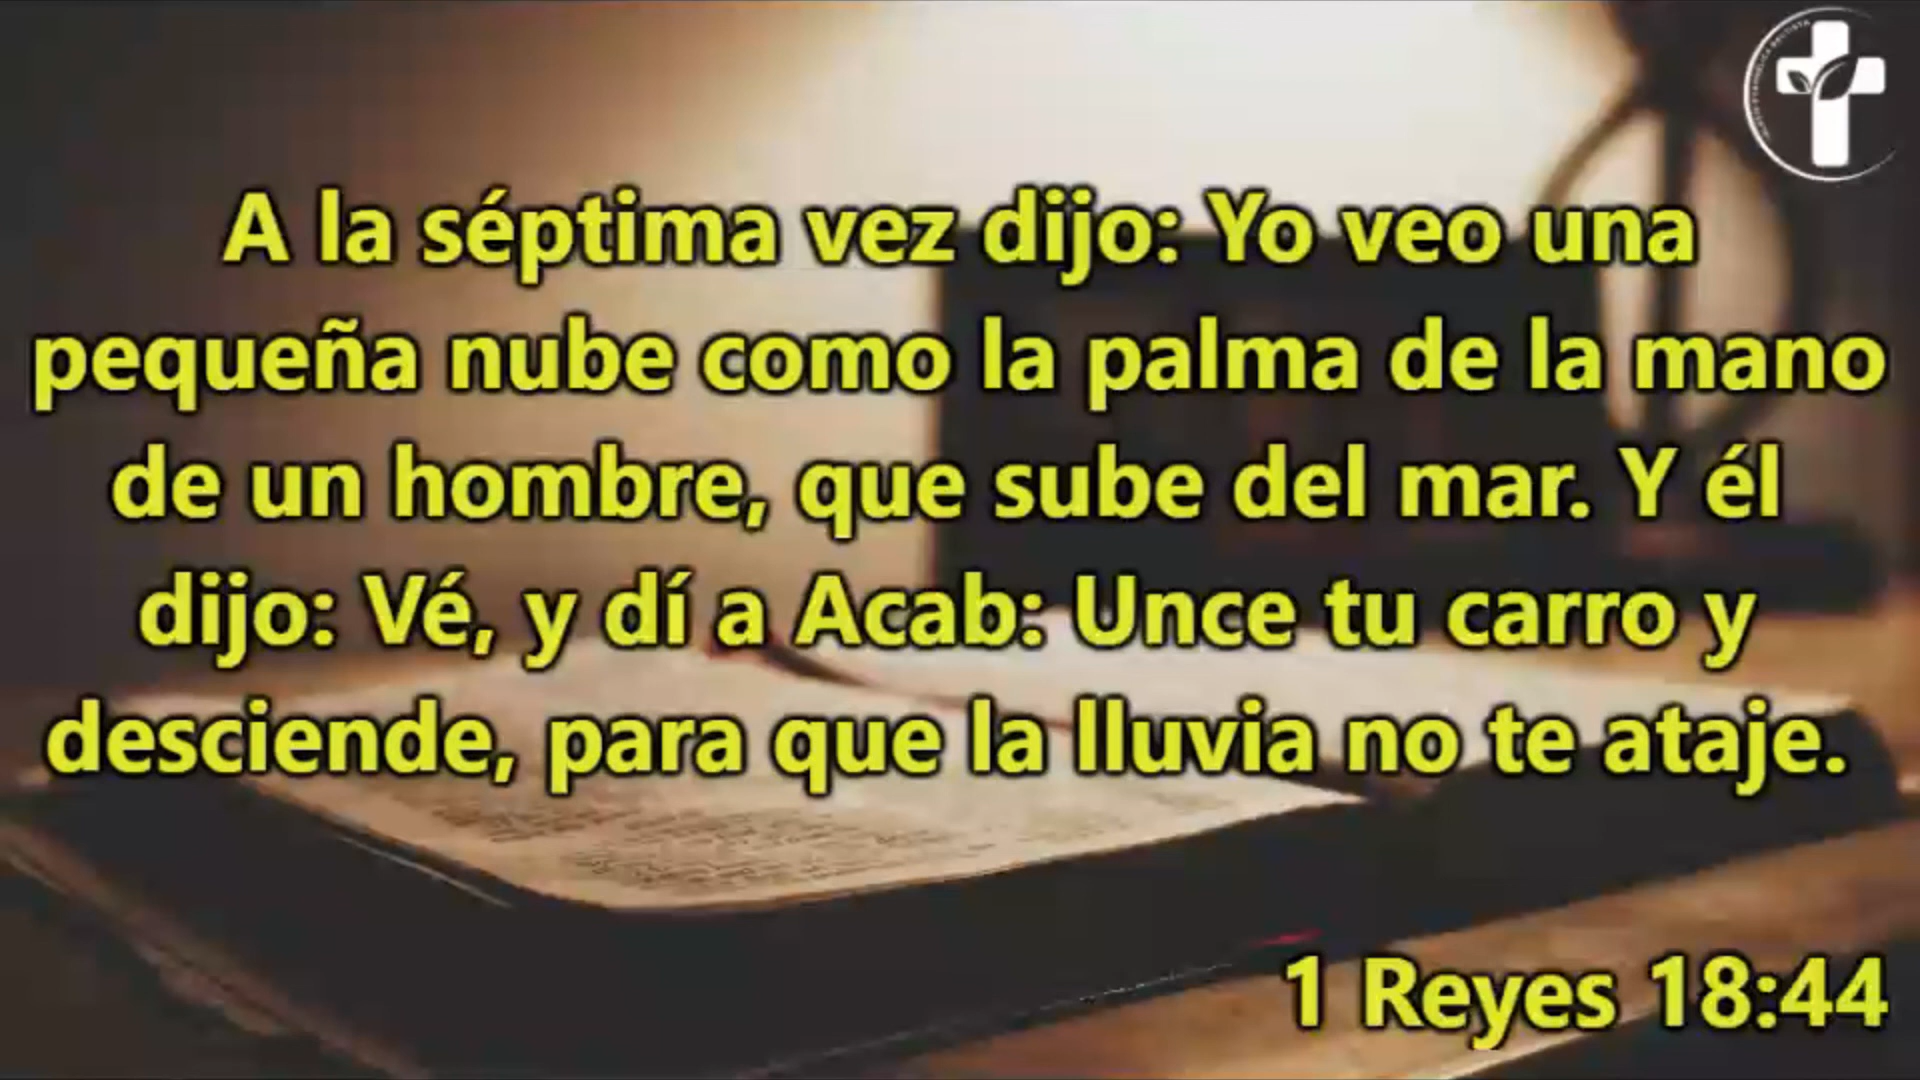 A la séptima vez dijo: Yo veo una
pequeña nube como la palma de la mano
de un hombre, que sube del mar. Y él
dijo: Vé, y dí a Acab: Unce tu carro y
desciende, para que la lluvia no te ataje.
1 Reyes 18:44